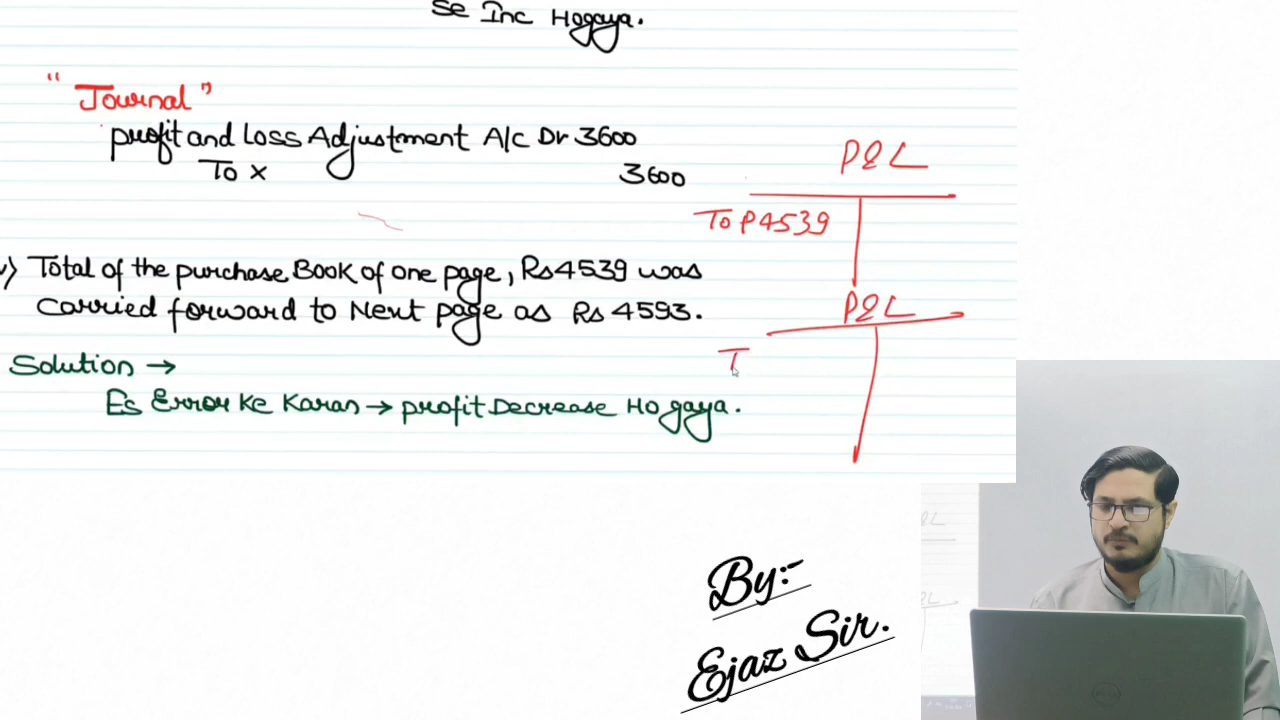 se Inc Hogaya.
" Journal "
profit and Loss Adjustment A/c Dr 3600
To x 3600
) Total of the purchase Book of one page, Rs 4539 was
carried forward to Next page as Rs 4593.
Solution →
Es Error Ke Karan → profit Decrease Ho gaya.
P&L
To P 4539
P&L
T
By:-
Ejaz Sir.